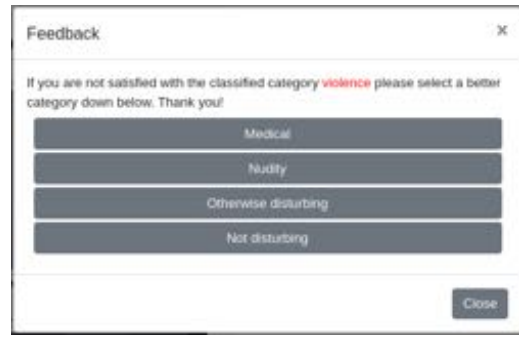 Feedback
×
If you are not satisfied with the classified category violence please select a better
category down below. Thank you!
Medical
Nudity
Otherwise disturbing
Not disturbing
Close